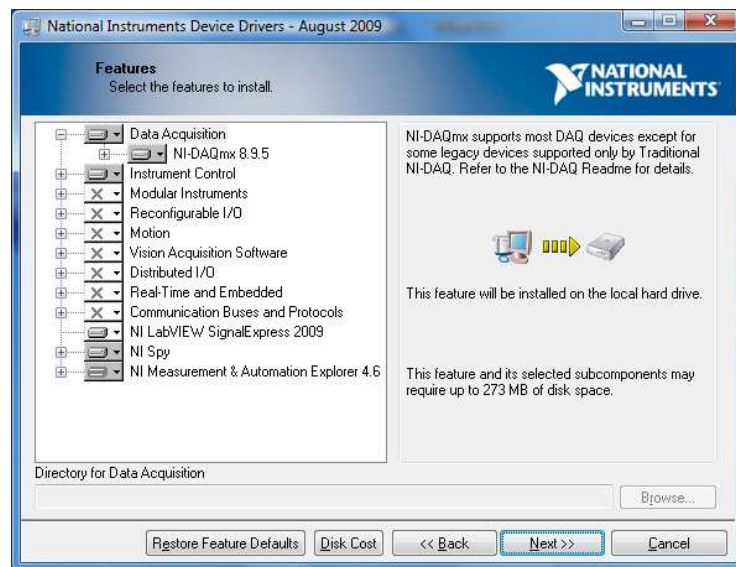 National Instruments Device Drivers - August 2009
Features
Select the features to install.
NATIONAL
INSTRUMENTS
Data Acquisition
NI-DAQmx 8.9.5
Instrument Control
Modular Instruments
Reconfigurable I/O
Motion
Vision Acquisition Software
Distributed I/O
Real-Time and Embedded
Communication Buses and Protocols
NI LabVIEW SignalExpress 2009
NI Spy
NI Measurement & Automation Explorer 4.6
NI-DAQmx supports most DAQ devices except for
some legacy devices supported only by Traditional
NI-DAQ. Refer to the NI-DAQ Readme for details.
This feature will be installed on the local hard drive.
This feature and its selected subcomponents may
require up to 273 MB of disk space.
Directory for Data Acquisition
Browse...
Restore Feature Defaults
Disk Cost
<< Back
Next >>
Cancel